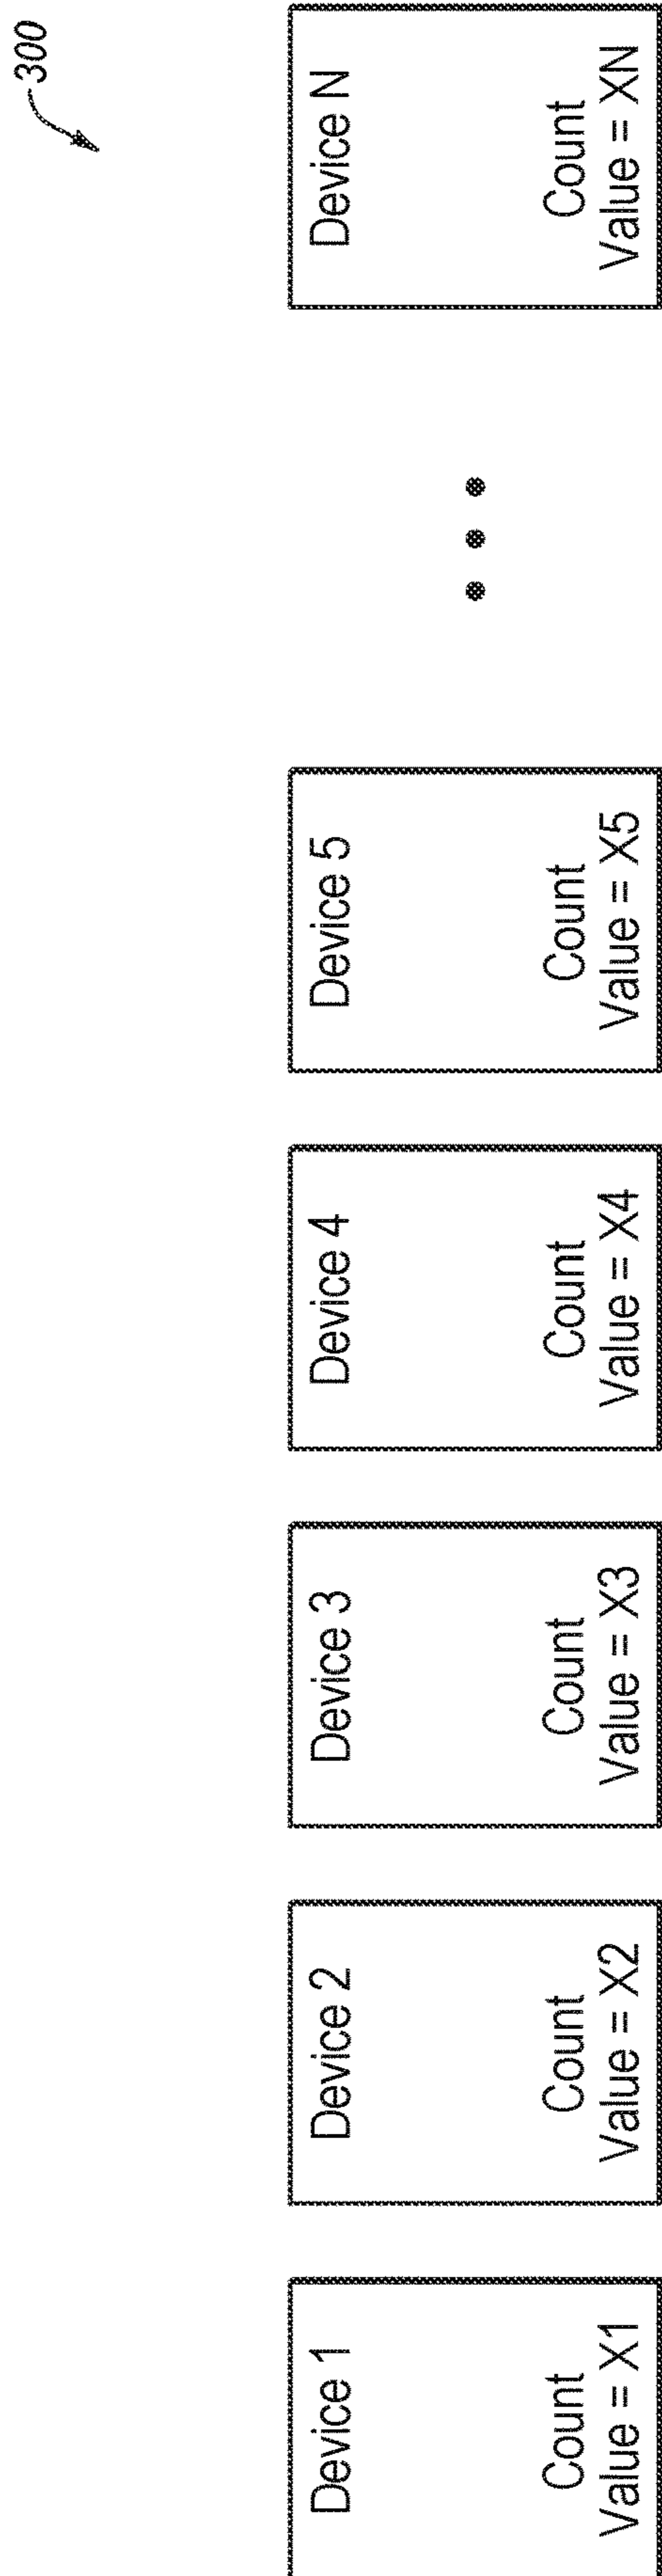 300
Device 1
Count
Value = X1
Device 2
Count
Value = X2
Device 3
Count
Value = X3
Device 4
Count
Value = X4
Device 5
Count
Value = X5
Device N
Count
Value = XN